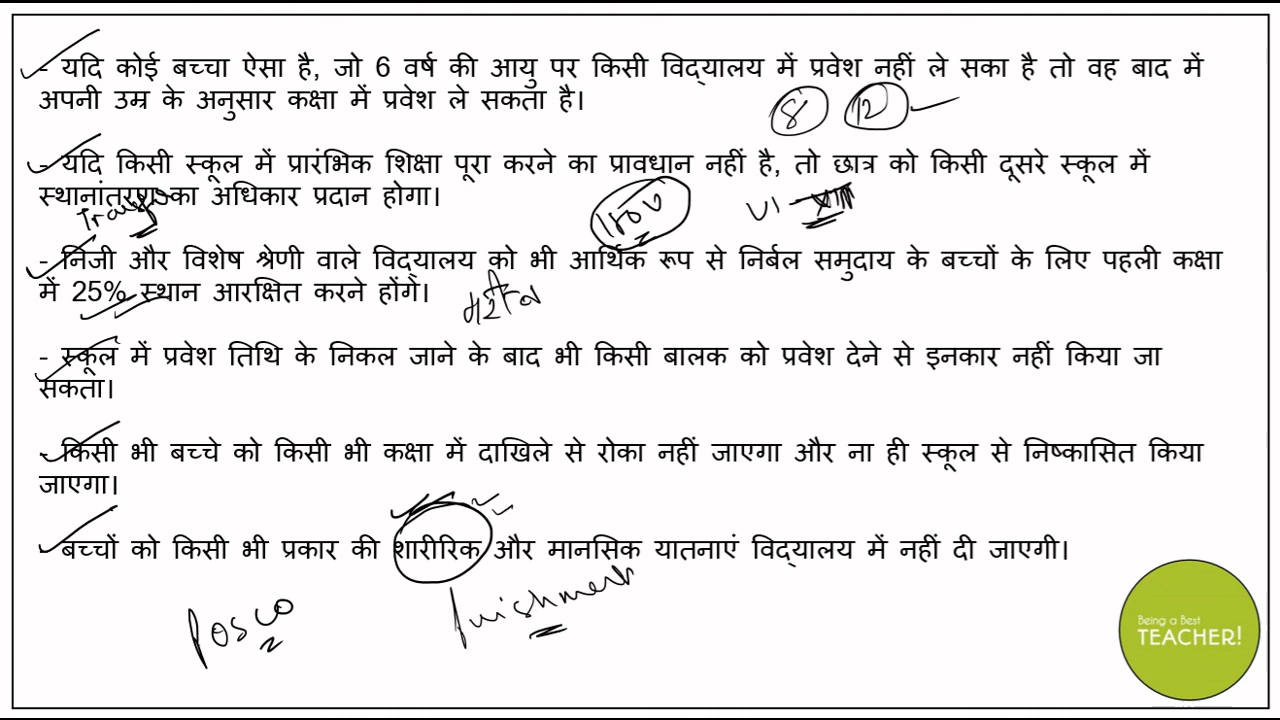 - यदि कोई बच्चा ऐसा है, जो 6 वर्ष की आयु पर किसी विद्यालय में प्रवेश नहीं ले सका है तो वह बाद में
अपनी उम्र के अनुसार कक्षा में प्रवेश ले सकता है।
8 12
- यदि किसी स्कूल में प्रारंभिक शिक्षा पूरा करने का प्रावधान नहीं है, तो छात्र को किसी दूसरे स्कूल में
स्थानांतरण का अधिकार प्रदान होगा।
VI - VIII
- निजी और विशेष श्रेणी वाले विद्यालय को भी आर्थिक रूप से निर्बल समुदाय के बच्चों के लिए पहली कक्षा
में 25% स्थान आरक्षित करने होंगे।
- स्कूल में प्रवेश तिथि के निकल जाने के बाद भी किसी बालक को प्रवेश देने से इनकार नहीं किया जा
सकता।
- किसी भी बच्चे को किसी भी कक्षा में दाखिले से रोका नहीं जाएगा और ना ही स्कूल से निष्कासित किया
जाएगा।
- बच्चों को किसी भी प्रकार की शारीरिक और मानसिक यातनाएं विद्यालय में नहीं दी जाएगी।
Posco
Being a Best
TEACHER!